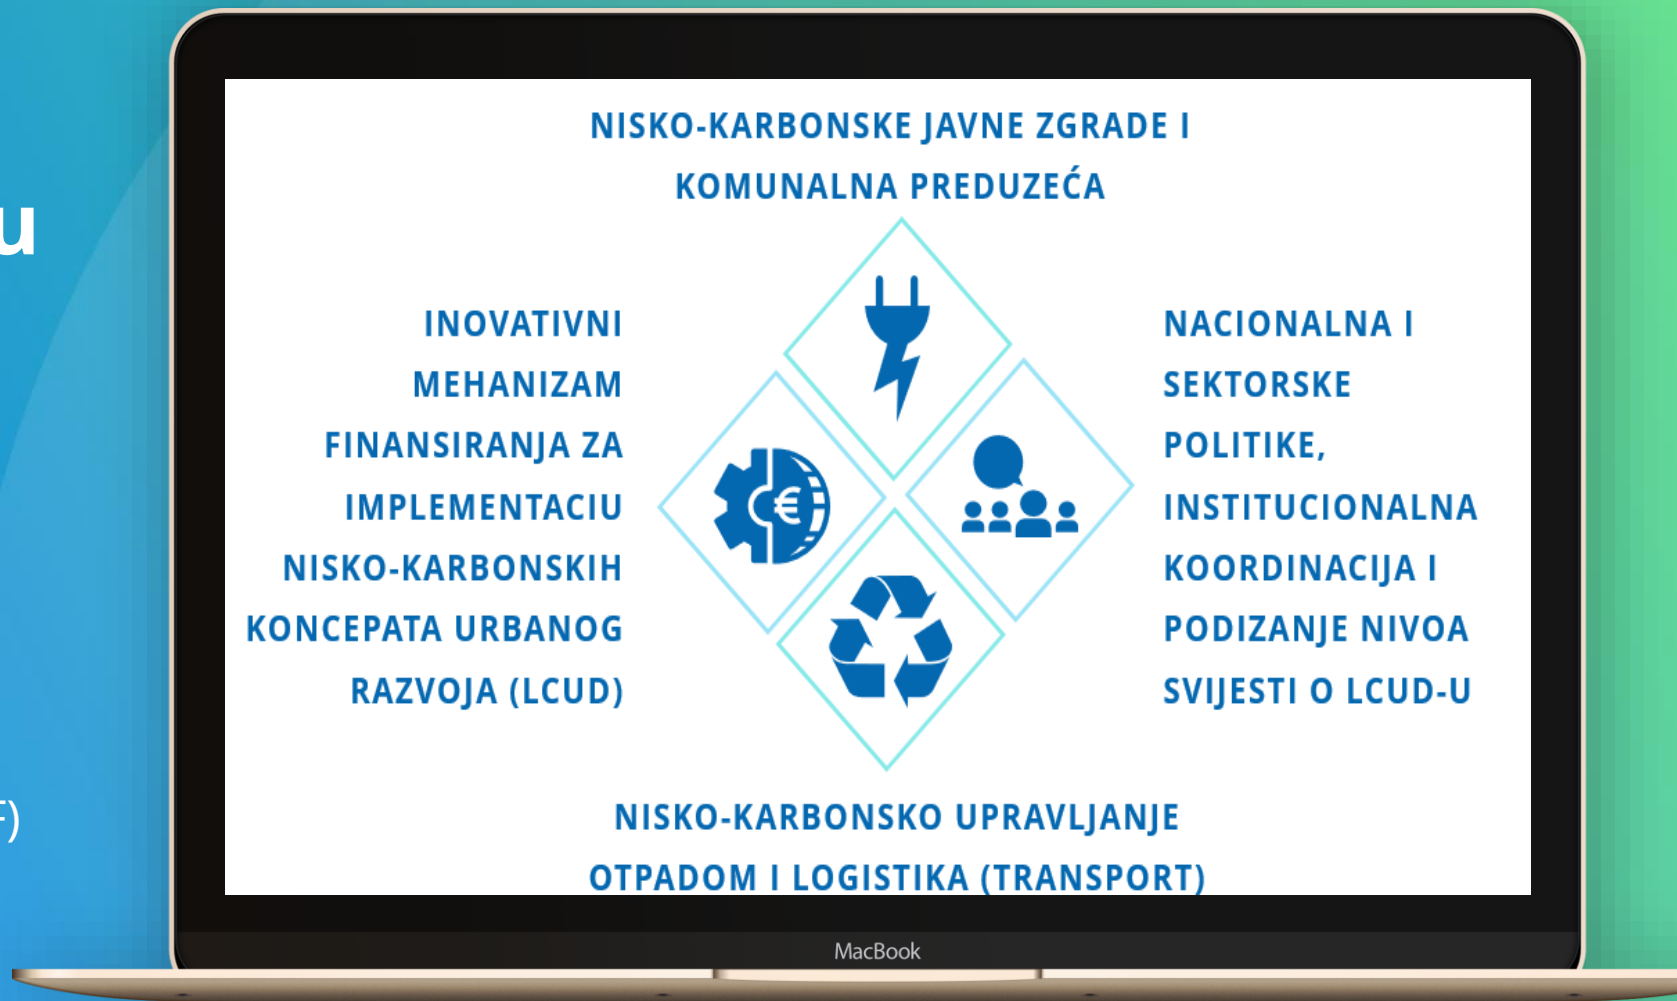 u
F)
NISKO-KARBONSKE JAVNE ZGRADE I
KOMUNALNA PREDUZEĆA
INOVATIVNI
MEHANIZAM
FINANSIRANJA ZA
IMPLEMENTACIU
NISKO-KARBONSKIH
KONCEPATA URBANOG
RAZVOJA (LCUD)
€
NACIONALNA I
SEKTORSKE
POLITIKE,
INSTITUCIONALNA
KOORDINACIJA I
PODIZANJE NIVOA
SVIJESTI O LCUD-U
NISKO-KARBONSKO UPRAVLJANJE
OTPADOM I LOGISTIKA (TRANSPORT)
MacBook